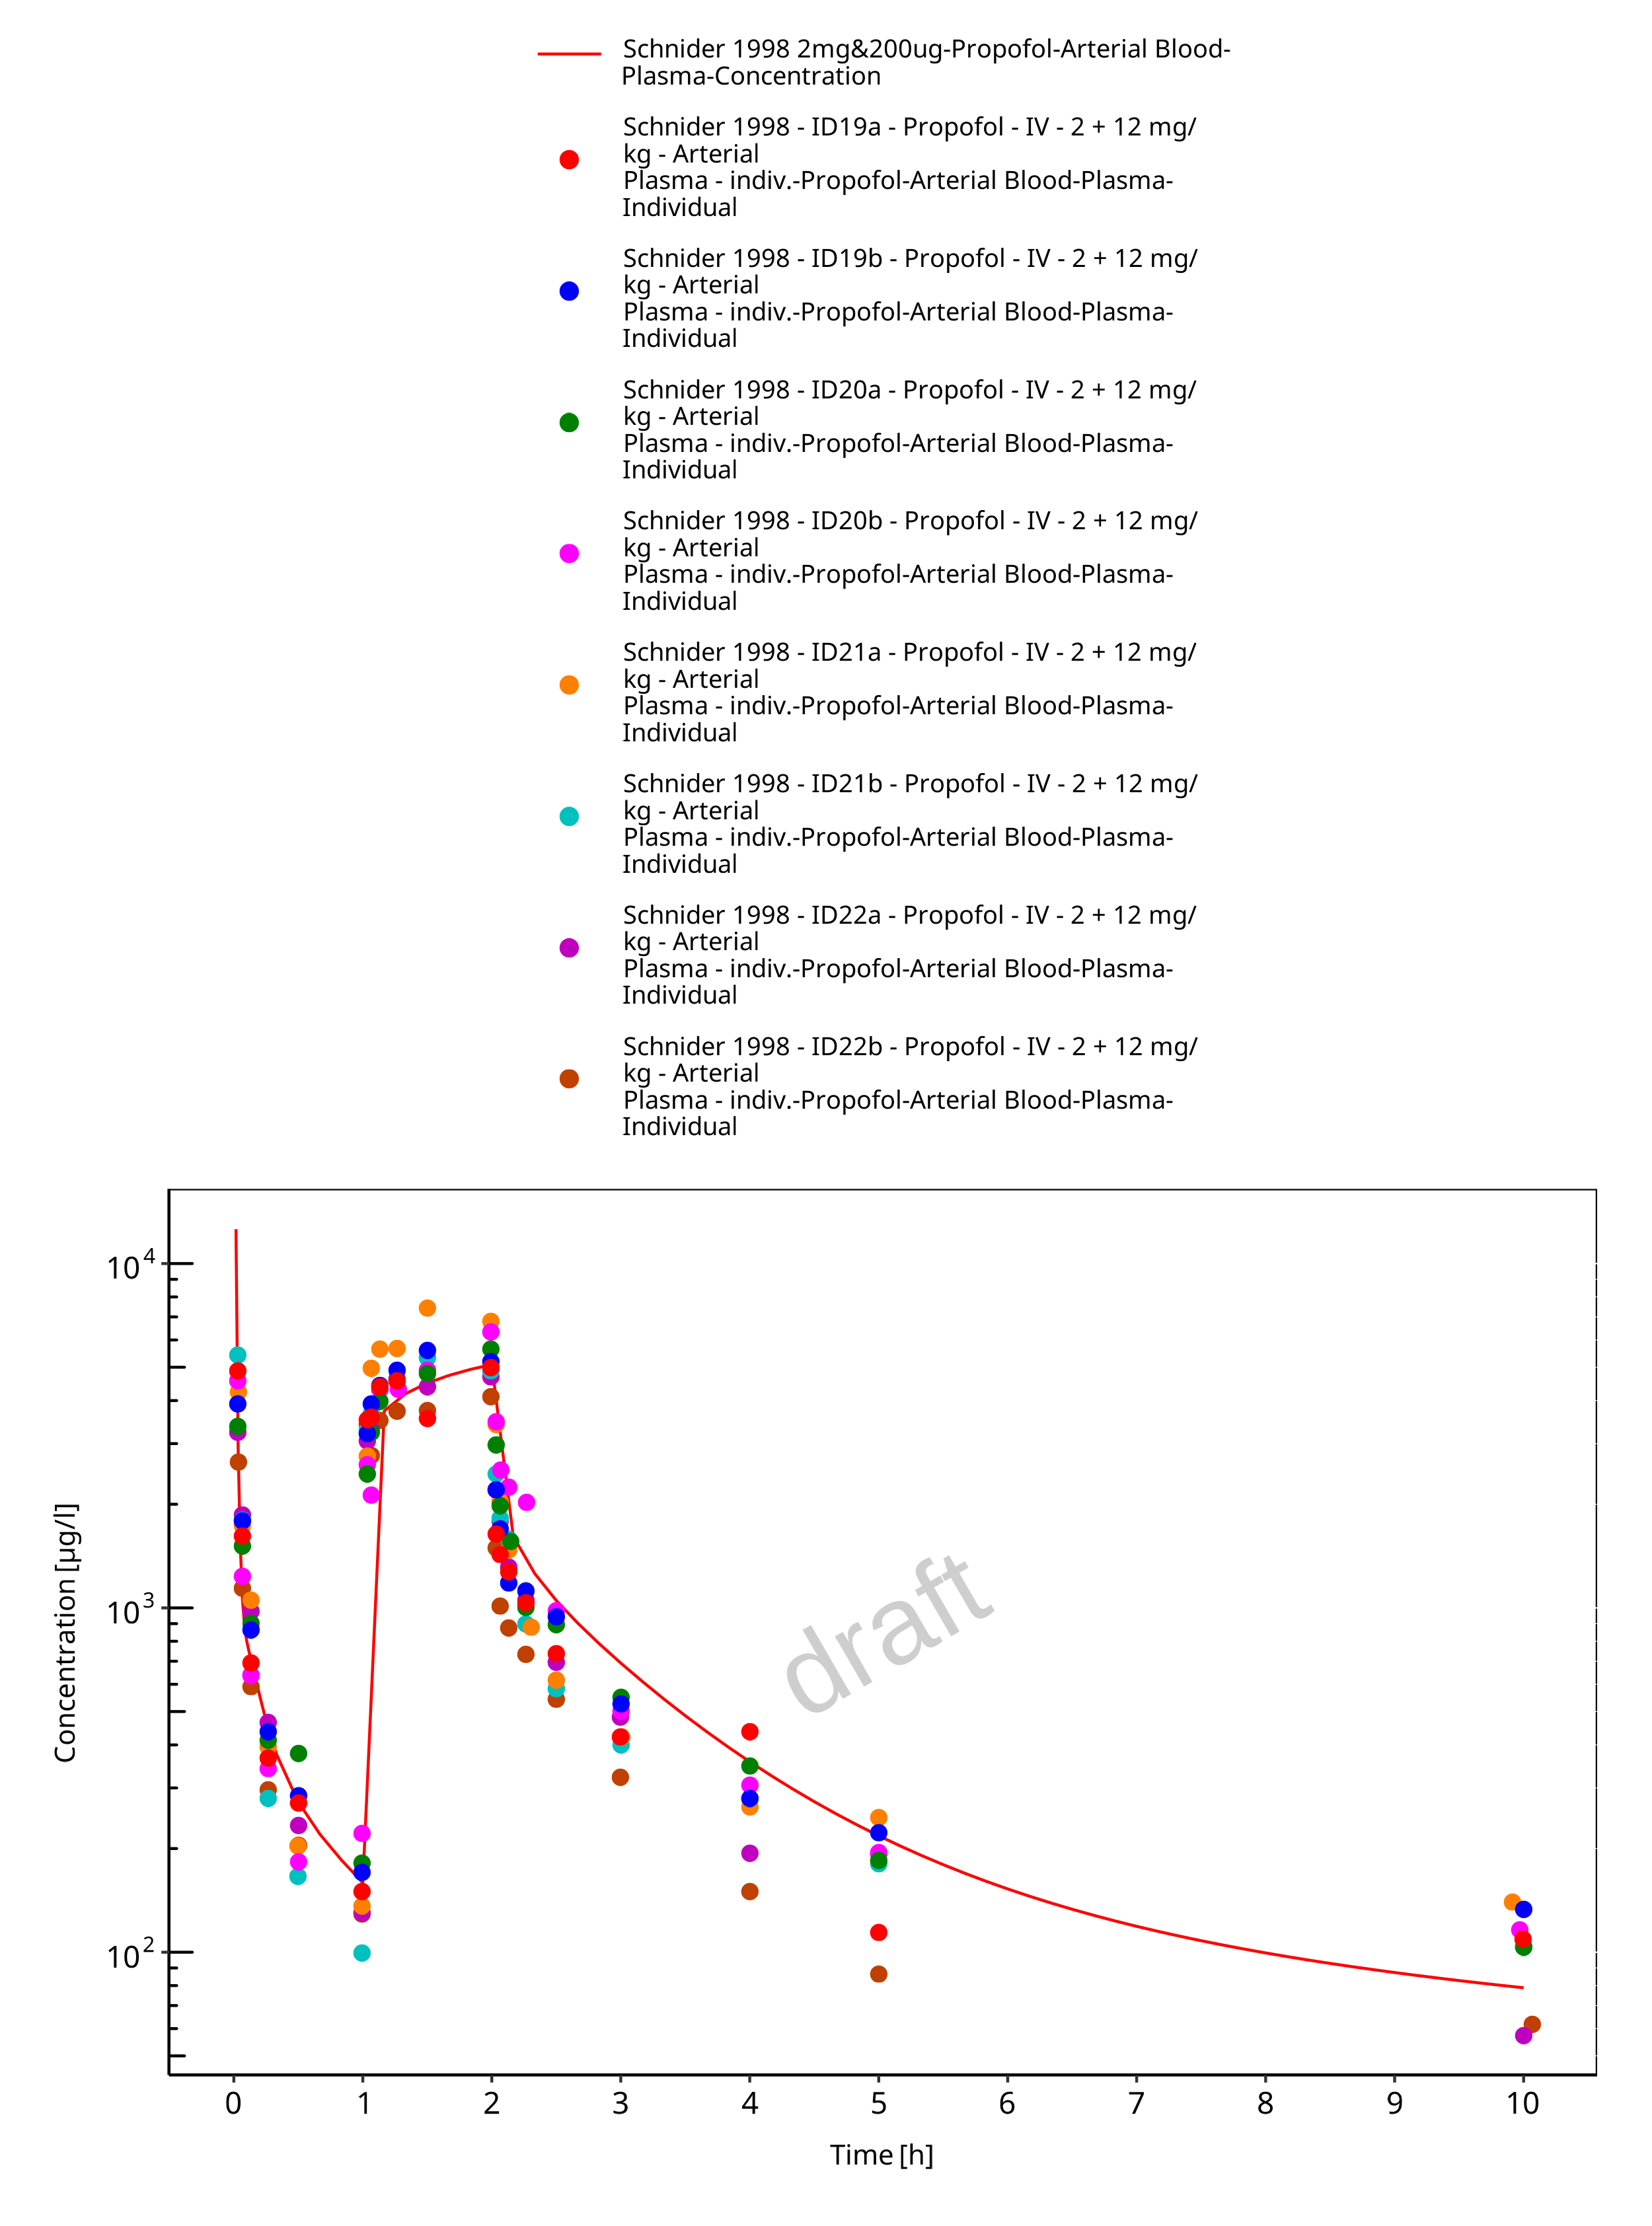 Schnider 1998 2mg&200ug-Propofol-Arterial Blood-
Plasma-Concentration
Schnider 1998 - ID19a - Propofol - IV - 2 + 12 mg/
kg - Arterial
Plasma - indiv.-Propofol-Arterial Blood-Plasma-
Individual
Schnider 1998 - ID19b - Propofol - IV - 2 + 12 mg/
kg - Arterial
Plasma - indiv.-Propofol-Arterial Blood-Plasma-
Individual
Schnider 1998 - ID20a - Propofol - IV - 2 + 12 mg/
kg - Arterial
Plasma - indiv.-Propofol-Arterial Blood-Plasma-
Individual
Schnider 1998 - ID20b - Propofol - IV - 2 + 12 mg/
kg - Arterial
Plasma - indiv.-Propofol-Arterial Blood-Plasma-
Individual
Schnider 1998 - ID21a - Propofol - IV - 2 + 12 mg/
kg - Arterial
Plasma - indiv.-Propofol-Arterial Blood-Plasma-
Individual
Schnider 1998 - ID21b - Propofol - IV - 2 + 12 mg/
kg - Arterial
Plasma - indiv.-Propofol-Arterial Blood-Plasma-
Individual
Schnider 1998 - ID22a - Propofol - IV - 2 + 12 mg/
kg - Arterial
Plasma - indiv.-Propofol-Arterial Blood-Plasma-
Individual
Schnider 1998 - ID22b - Propofol - IV - 2 + 12 mg/
kg - Arterial
Plasma - indiv.-Propofol-Arterial Blood-Plasma-
Individual
10^4
10^3
10^2
Concentration [µg/l]
draft
0 1 2 3 4 5 6 7 8 9 10
Time [h]